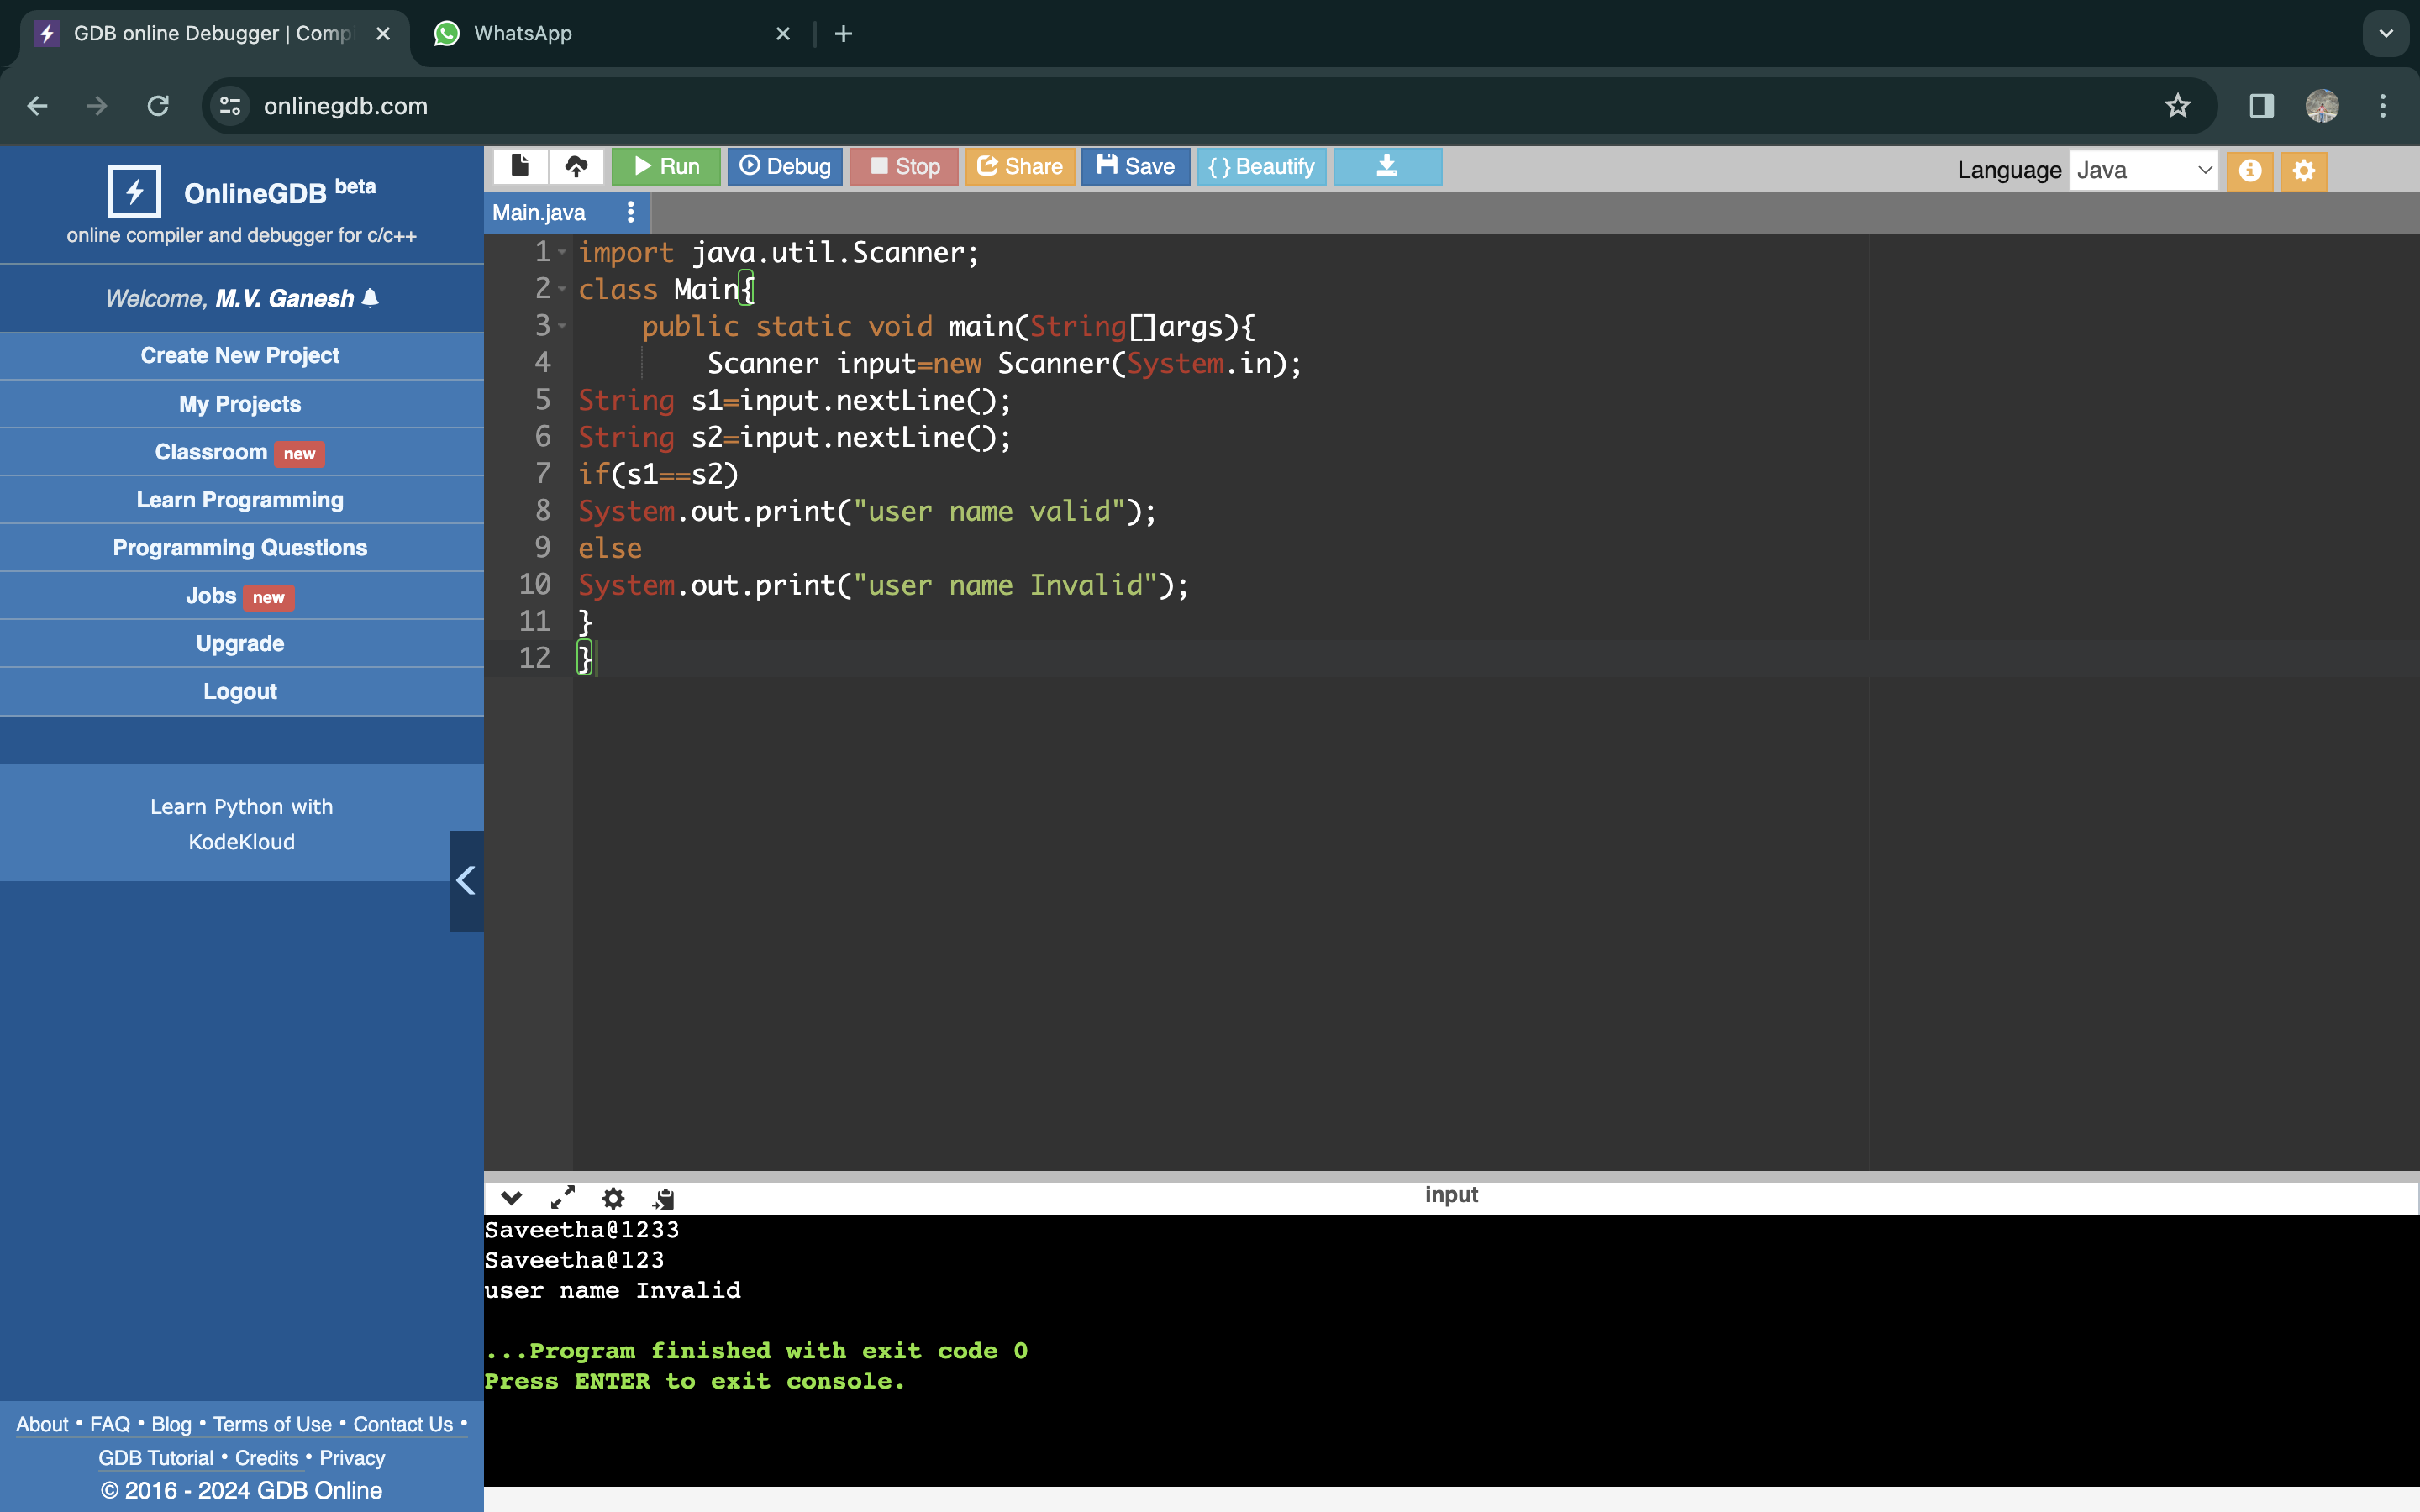 GDB online Debugger | Comp
WhatsApp
onlinegdb.com
OnlineGDB beta
online compiler and debugger for c/c++
Welcome, M.V. Ganesh
Create New Project
My Projects
Classroom new
Learn Programming
Programming Questions
Jobs new
Upgrade
Logout
Learn Python with
KodeKloud
About • FAQ • Blog • Terms of Use • Contact Us •
GDB Tutorial • Credits • Privacy
© 2016 - 2024 GDB Online
Run Debug Stop Share Save { } Beautify
Language Java
Main.java
1 import java.util.Scanner;
2 class Main{
3 public static void main(String[]args){
4 Scanner input=new Scanner(System.in);
5 String s1=input.nextLine();
6 String s2=input.nextLine();
7 if(s1==s2)
8 System.out.print("user name valid");
9 else
10 System.out.print("user name Invalid");
11 }
12 }
input
Saveetha@1233
Saveetha@123
user name Invalid
...Program finished with exit code 0
Press ENTER to exit console.